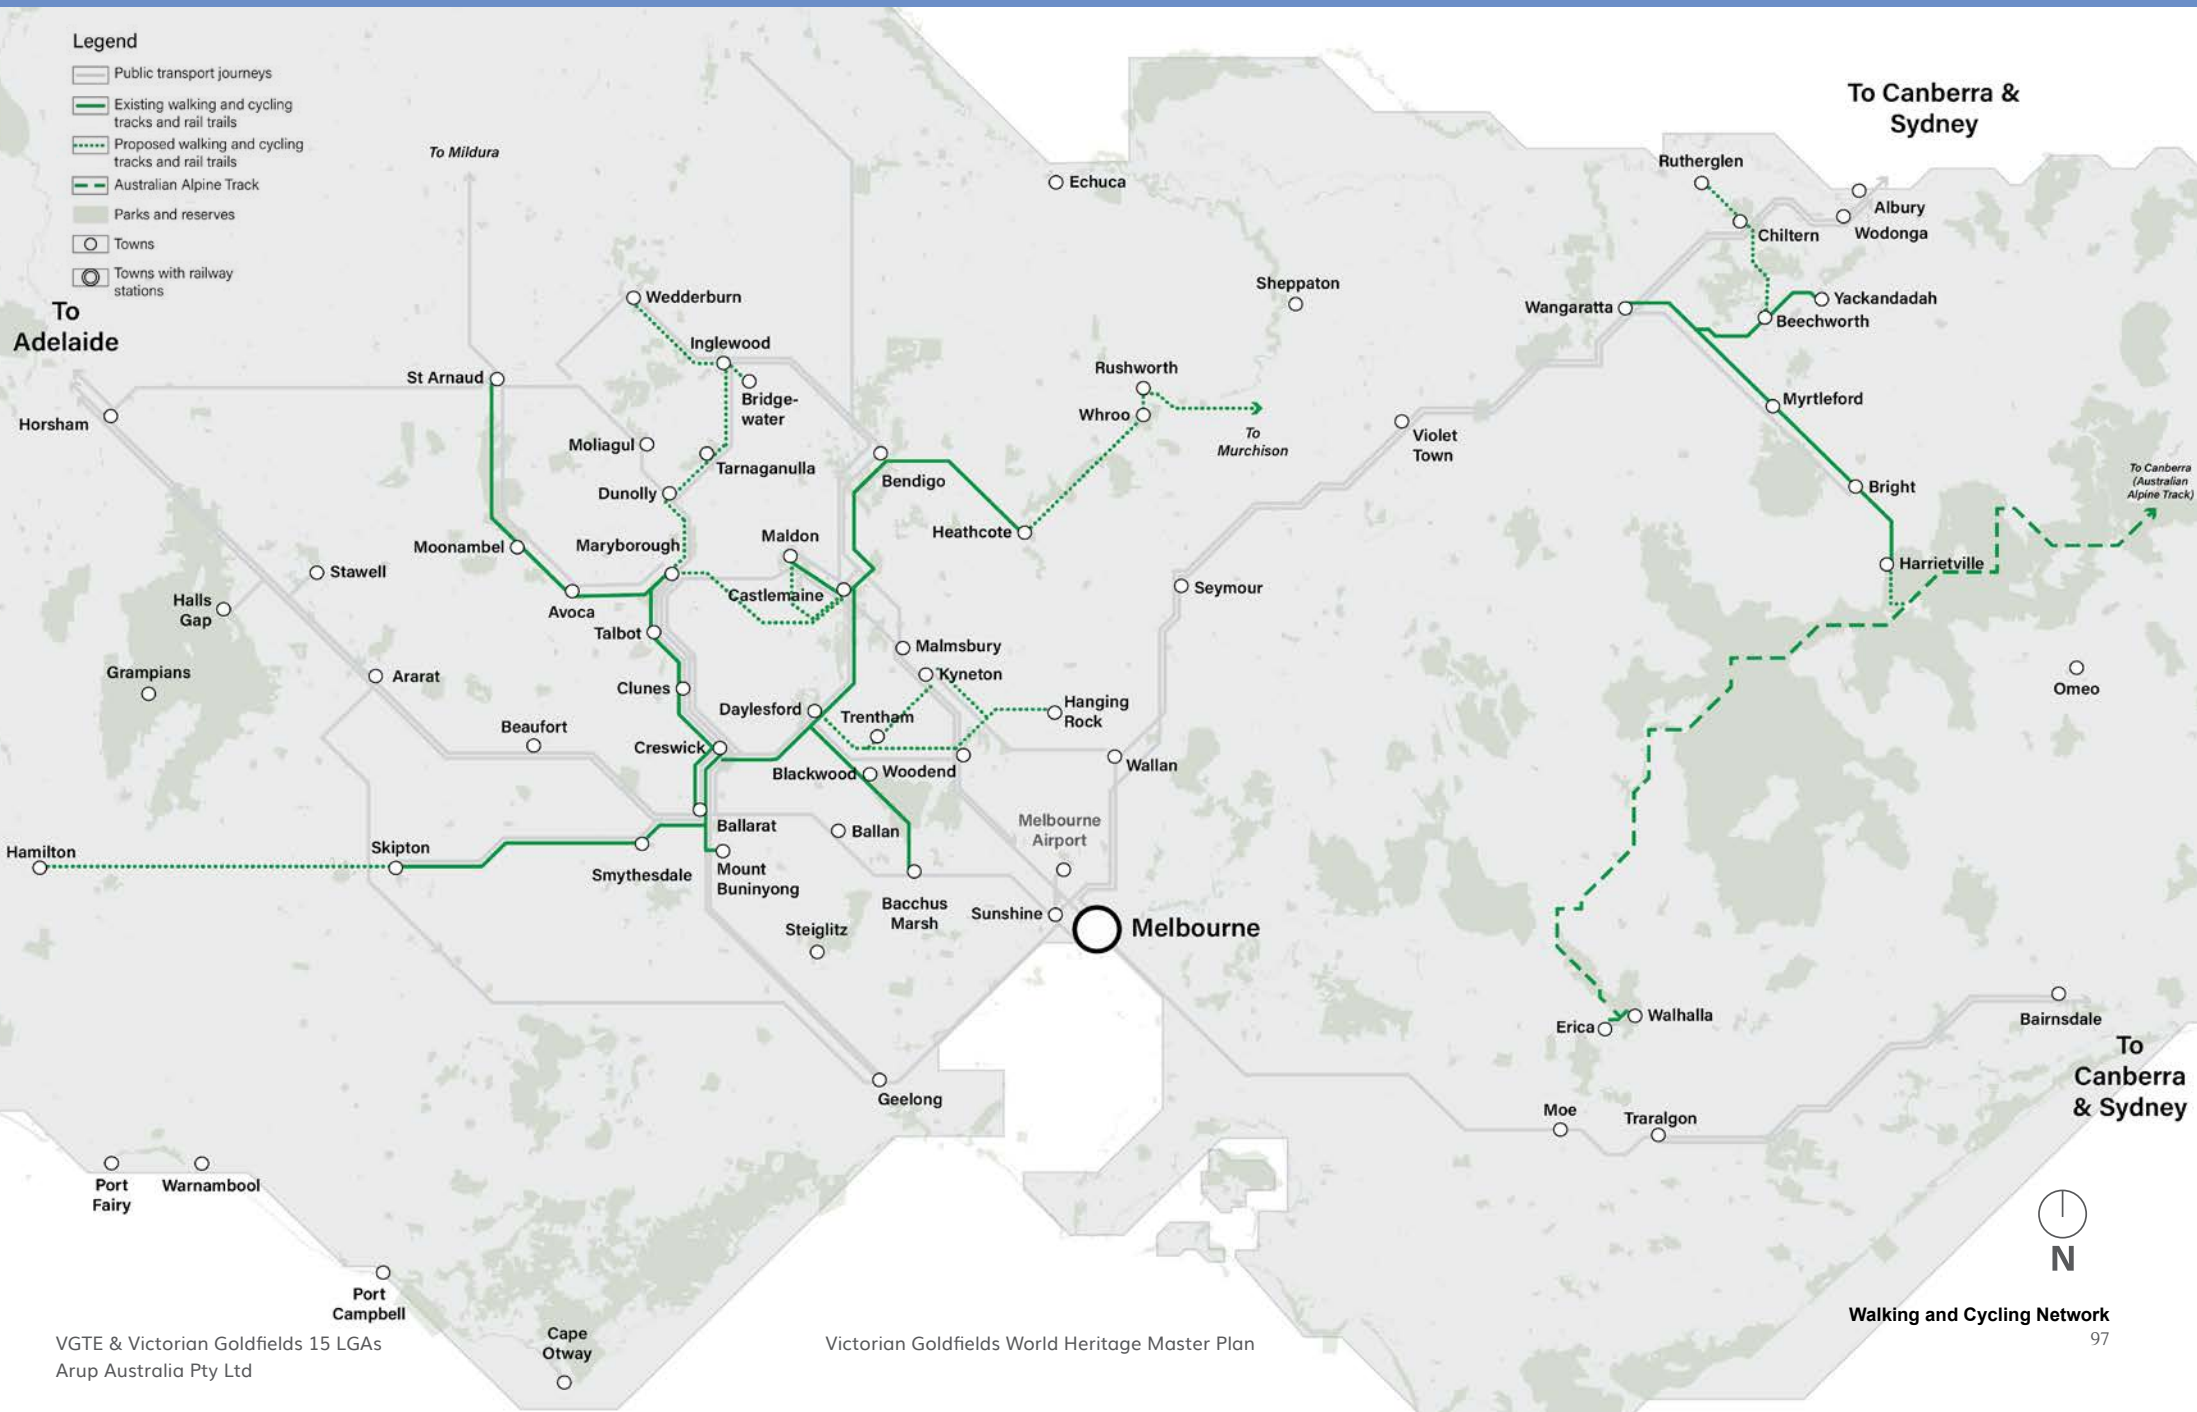 Legend
Public transport journeys
Existing walking and cycling
tracks and rail trails
Proposed walking and cycling
tracks and rail trails
Australian Alpine Track
Parks and reserves
Towns
Towns with railway
stations
To Mildura
To Canberra &
Sydney
Rutherglen
Echuca
Albury
Wodonga
Chiltern
Sheppaton
To
Adelaide
Wedderburn
Wangaratta
Yackandadah
Beechworth
Inglewood
St Arnaud
Rushworth
Bridge-
water
Myrtleford
Horsham
Whroo
To
Murchison
Violet
Town
Moliagul
Tarnaganulla
Bendigo
Dunolly
Bright
To Canberra
(Australian
Alpine Track)
Heathcote
Moonambel
Maryborough
Maldon
Harrietville
Stawell
Seymour
Halls
Gap
Castlemaine
Avoca
Talbot
Malmsbury
Kyneton
Grampians
Ararat
Clunes
Omeo
Daylesford
Trentham
Hanging
Rock
Beaufort
Creswick
Blackwood
Woodend
Wallan
Melbourne
Airport
Ballarat
Ballan
Hamilton
Skipton
Smythesdale
Mount
Buninyong
Bacchus
Marsh
Sunshine
Melbourne
Steiglitz
Erica
Walhalla
Bairnsdale
To
Canberra
& Sydney
Geelong
Moe
Traralgon
Port
Fairy
Warnambool
Port
Campbell
Cape
Otway
N
Walking and Cycling Network
97
VGTE & Victorian Goldfields 15 LGAs
Arup Australia Pty Ltd
Victorian Goldfields World Heritage Master Plan